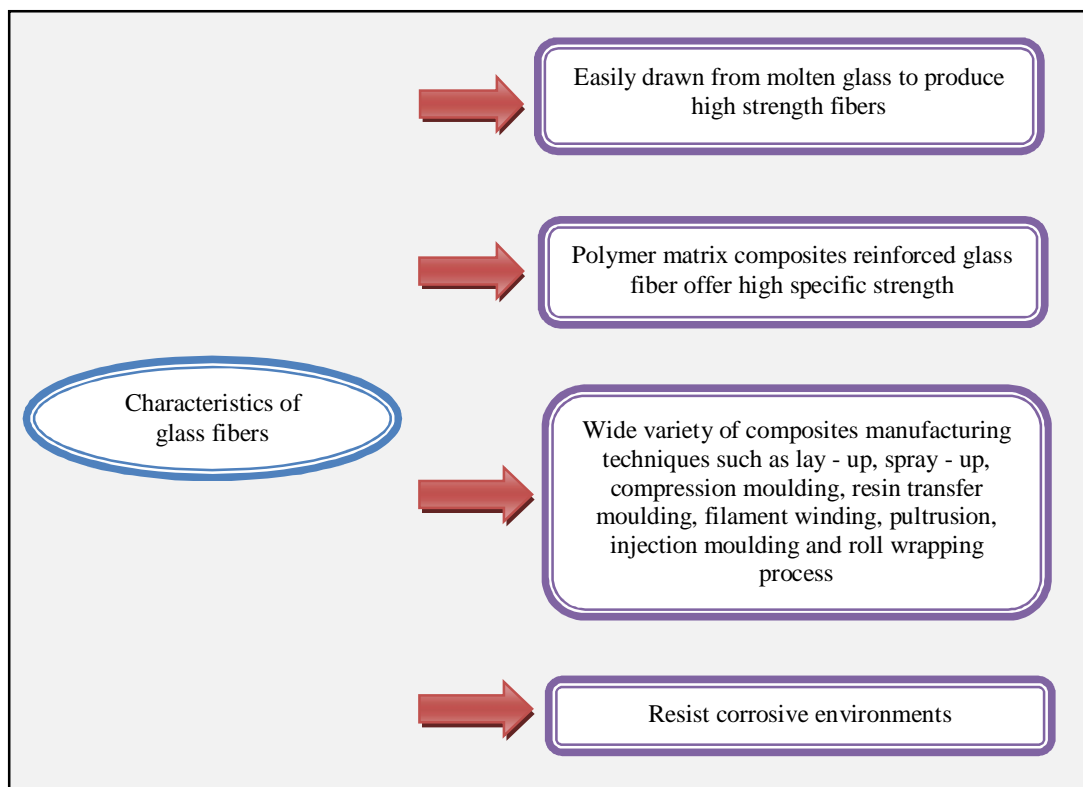 Easily drawn from molten glass to produce
high strength fibers
Polymer matrix composites reinforced glass
fiber offer high specific strength
Characteristics of
glass fibers
Wide variety of composites manufacturing
techniques such as lay - up, spray - up,
compression moulding, resin transfer
moulding, filament winding, pultrusion,
injection moulding and roll wrapping
process
Resist corrosive environments